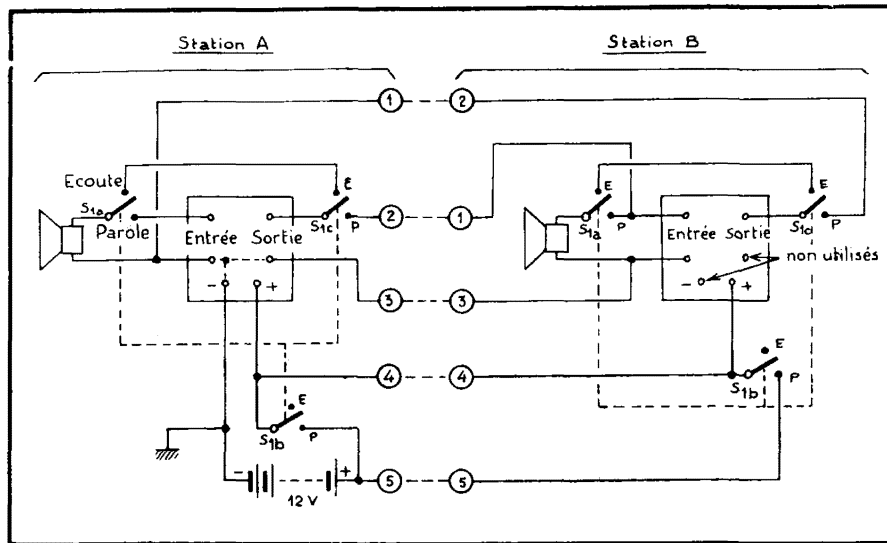 Station A
Station B
1
2
Ecoute
E
E
E
S1a
Parole
Entrée
Sortie
S1c
P
2
1
S1a
P
Entrée
Sortie
S1d
P
non utilisés
-
+
3
3
-
+
4
4
E
S1b
P
E
S1b
P
-
+
12 V
5
5